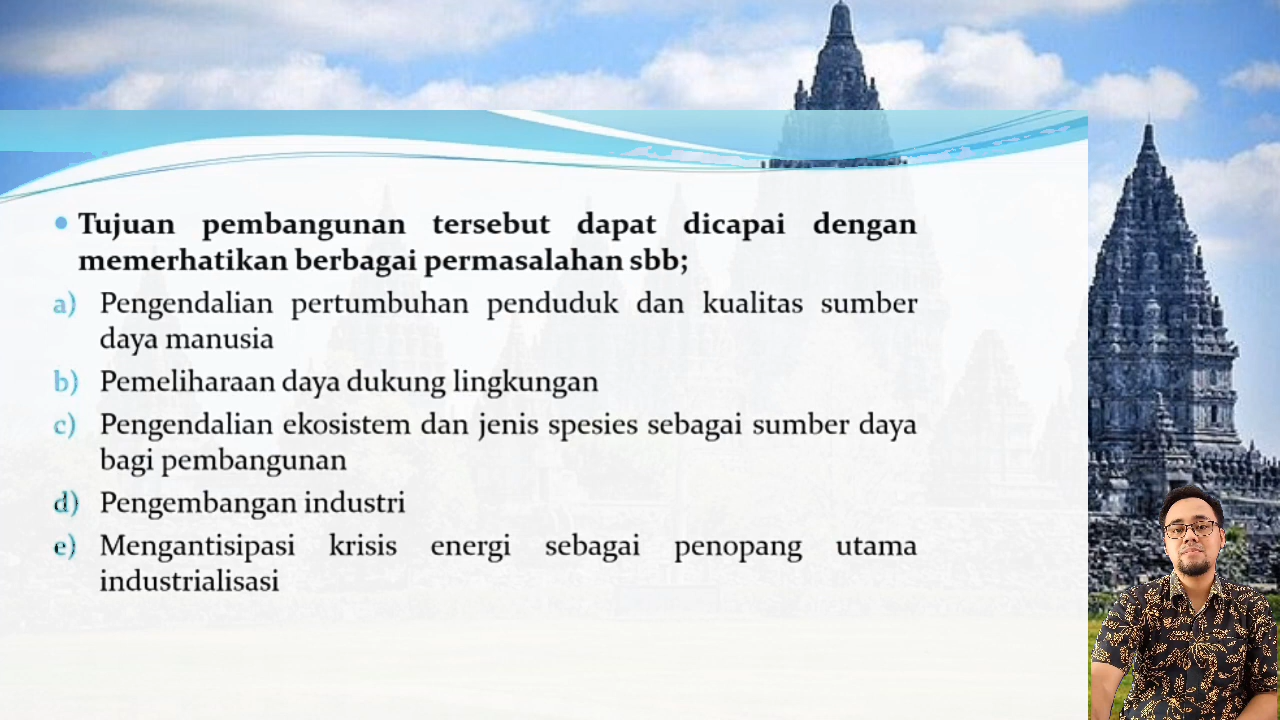 • Tujuan pembangunan tersebut dapat dicapai dengan
memerhatikan berbagai permasalahan sbb;
a) Pengendalian pertumbuhan penduduk dan kualitas sumber
daya manusia
b) Pemeliharaan daya dukung lingkungan
c) Pengendalian ekosistem dan jenis spesies sebagai sumber daya
bagi pembangunan
d) Pengembangan industri
e) Mengantisipasi krisis energi sebagai penopang utama
industrialisasi